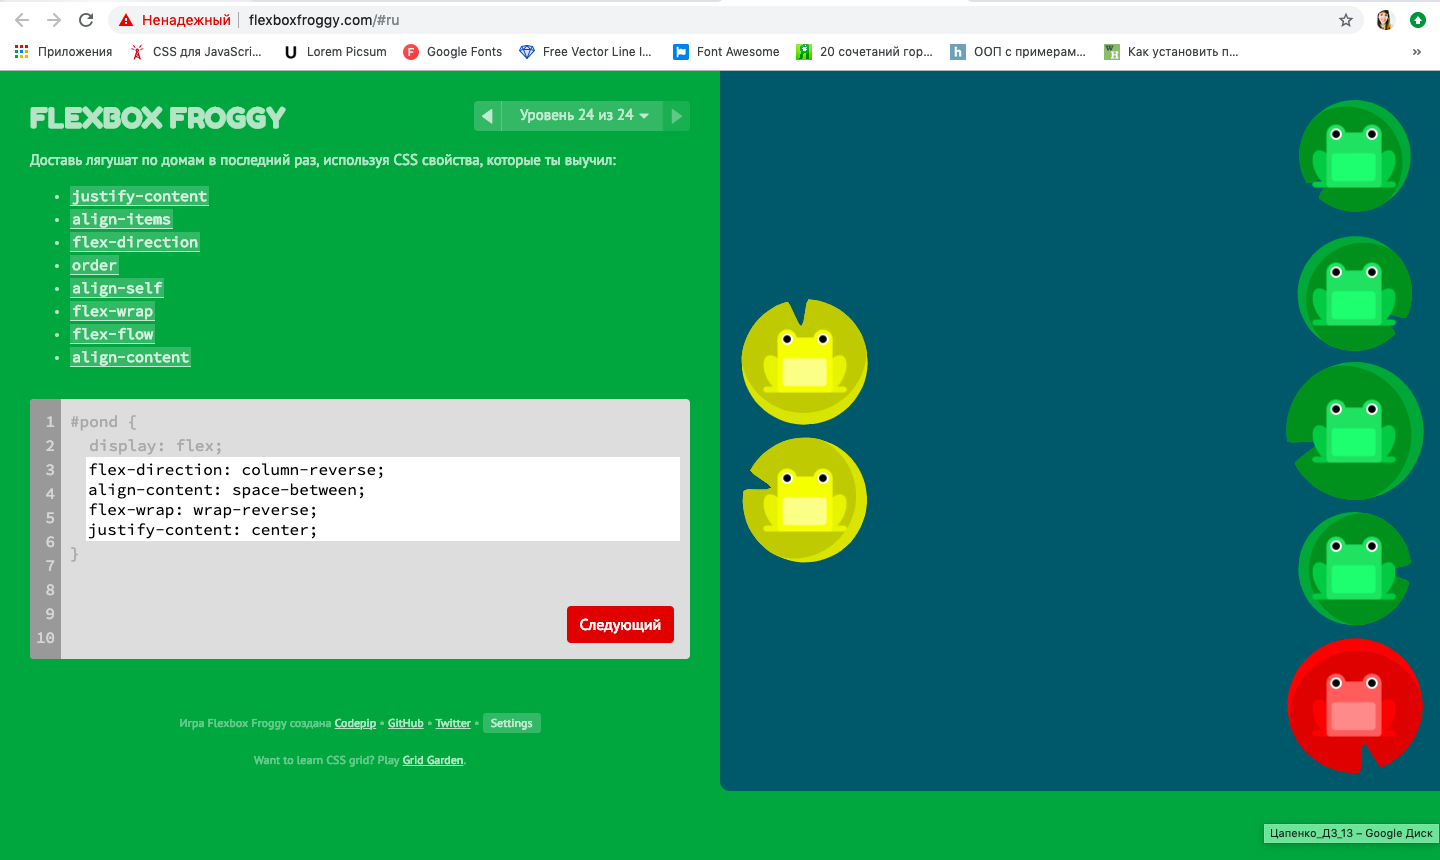 Ненадежный | flexboxfroggy.com/#ru
Приложения CSS для JavaScri... Lorem Picsum Google Fonts Free Vector Line I... Font Awesome 20 сочетаний гор... ООП с примерам... Как установить п... »
FLEXBOX FROGGY
Уровень 24 из 24
Доставь лягушат по домам в последний раз, используя CSS свойства, которые ты выучил:
• justify-content
• align-items
• flex-direction
• order
• align-self
• flex-wrap
• flex-flow
• align-content
1 #pond {
2 display: flex;
3 flex-direction: column-reverse;
4 align-content: space-between;
5 flex-wrap: wrap-reverse;
6 justify-content: center;
7 }
8
9
10
Следующий
Игра Flexbox Froggy создана Codepip • GitHub • Twitter • Settings
Want to learn CSS grid? Play Grid Garden.
Цапенко_ДЗ_13 – Google Диск